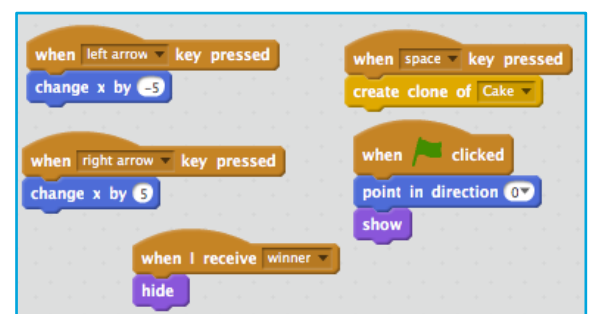 when left arrow key pressed
change x by -5
when right arrow key pressed
change x by 5
when I receive winner
hide
when space key pressed
create clone of Cake
when clicked
point in direction 0
show